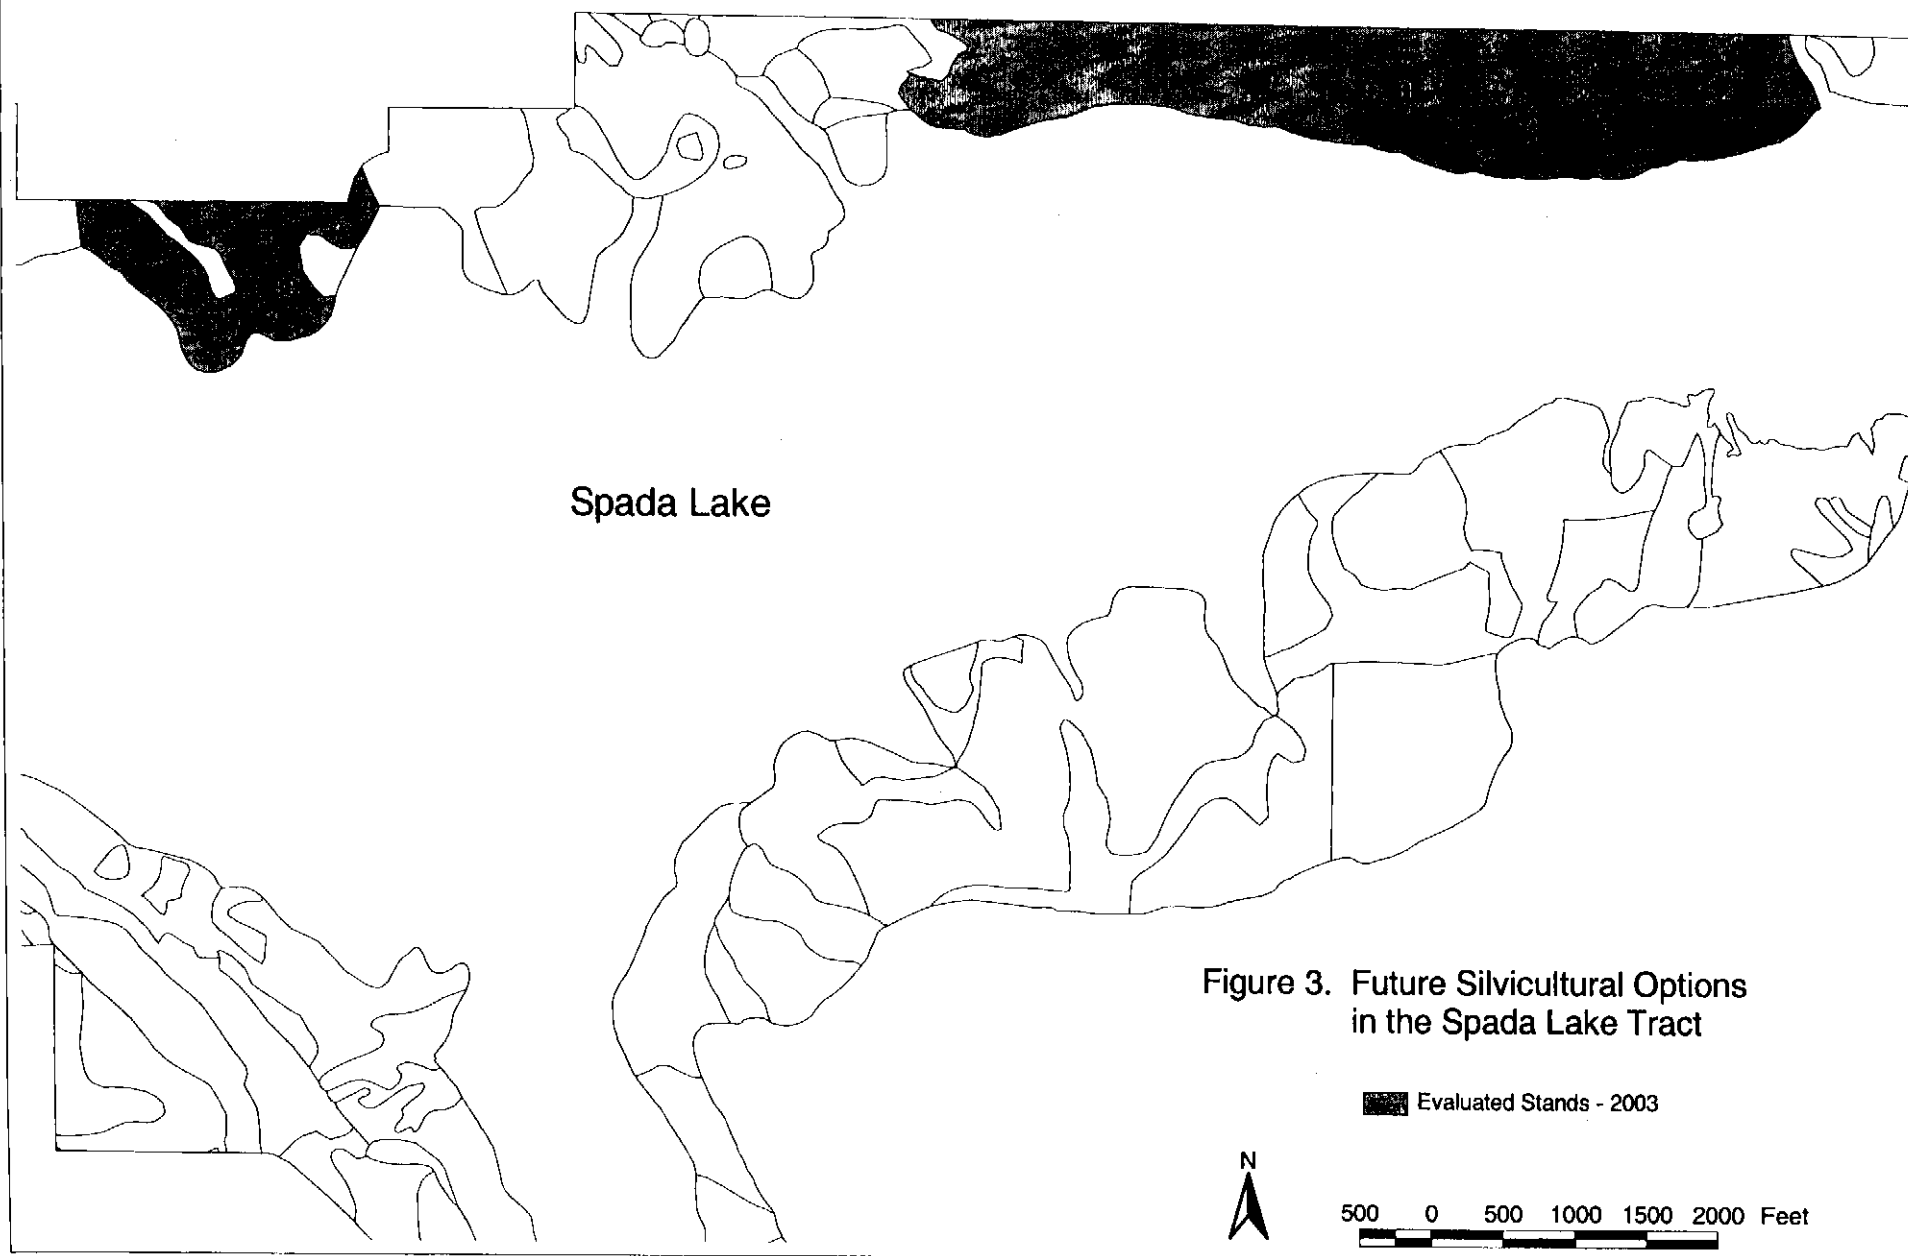 Spada Lake
Figure 3. Future Silvicultural Options
in the Spada Lake Tract
Evaluated Stands - 2003
N
500 0 500 1000 1500 2000 Feet